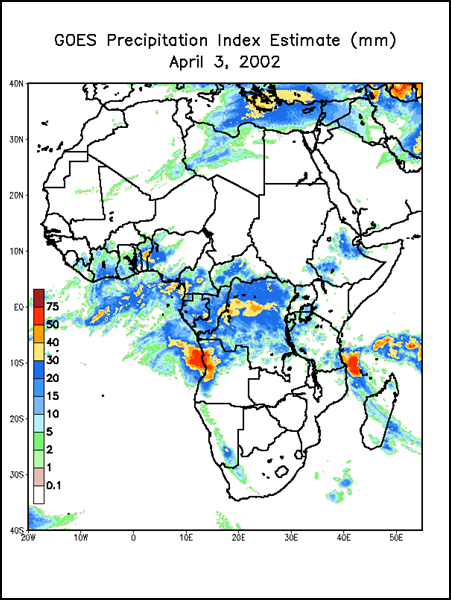 GOES Precipitation Index Estimate (mm)
April 3, 2002
40N
30N
20N
10N
EQ
10S
20S
30S
40S
75
50
40
30
20
15
10
5
2
1
0.1
20W 10W 0 10E 20E 30E 40E 50E